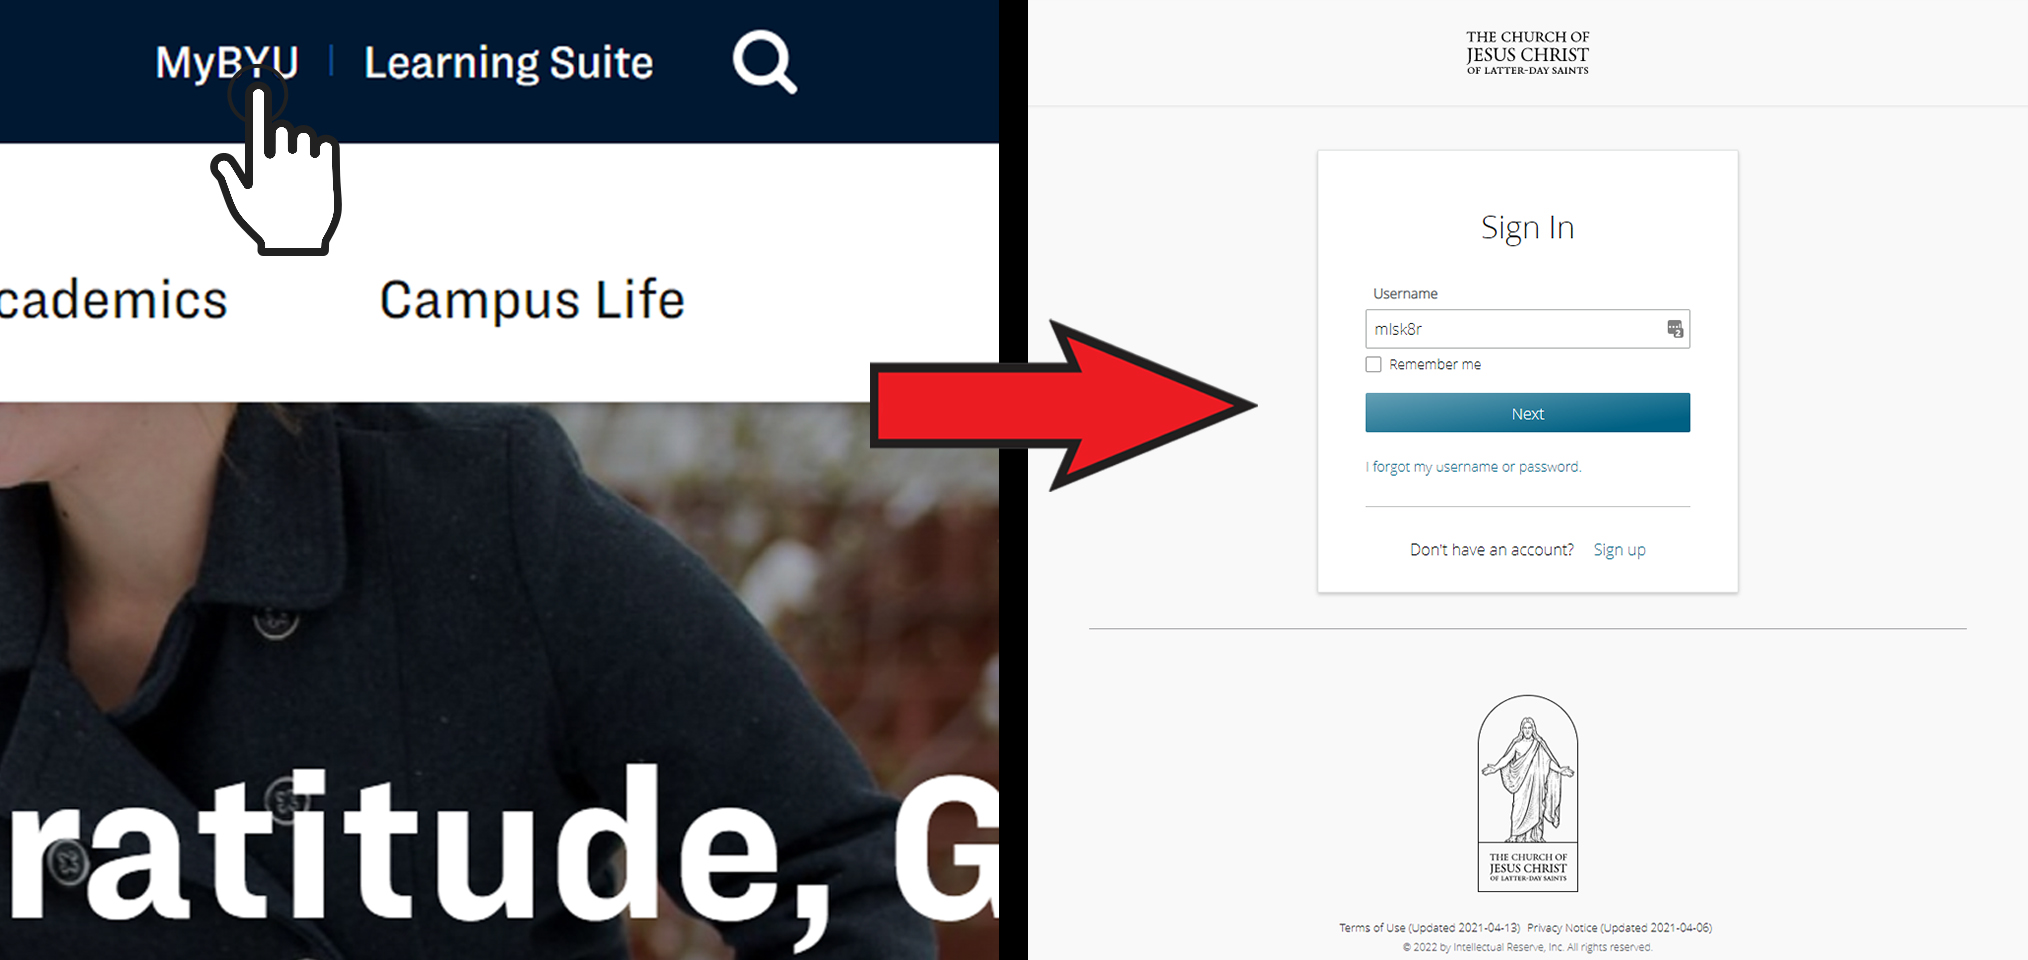 MyBYU | Learning Suite
cademics Campus Life
ratitude, G
THE CHURCH OF
JESUS CHRIST
OF LATTER-DAY SAINTS
Sign In
Username
mlsk8r
Remember me
Next
I forgot my username or password.
Don't have an account? Sign up
THE CHURCH OF
JESUS CHRIST
OF LATTER-DAY SAINTS
Terms of Use (Updated 2021-04-13) Privacy Notice (Updated 2021-04-06)
© 2022 by Intellectual Reserve, Inc. All rights reserved.